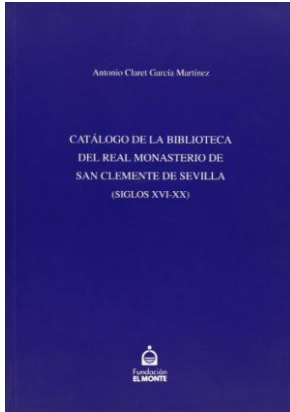 Antonio Claret García Martínez
CATÁLOGO DE LA BIBLIOTECA
DEL REAL MONASTERIO DE
SAN CLEMENTE DE SEVILLA
(SIGLOS XVI-XX)
Fundación
EL MONTE